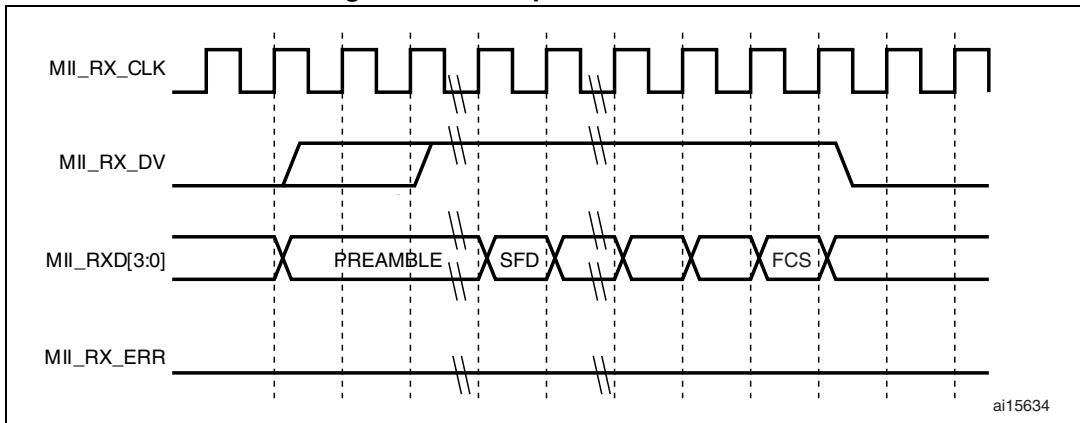 MII_RX_CLK
MII_RX_DV
MII_RXD[3:0]
PREAMBLE
SFD
FCS
MII_RX_ERR
ai15634